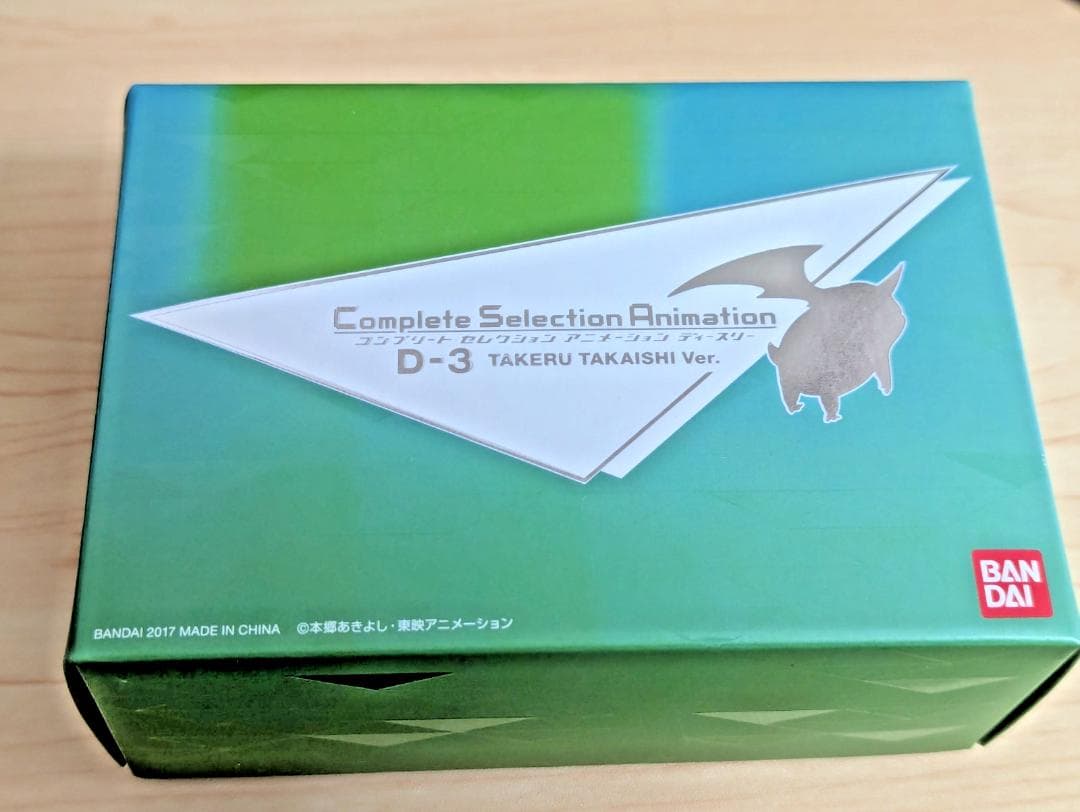 Complete Selection Animation
コンプリート セレクション アニメーション ディースリー
D-3 TAKERU TAKAISHI Ver.
BAN
DAI
BANDAI 2017 MADE IN CHINA ©本郷あきよし・東映アニメーション